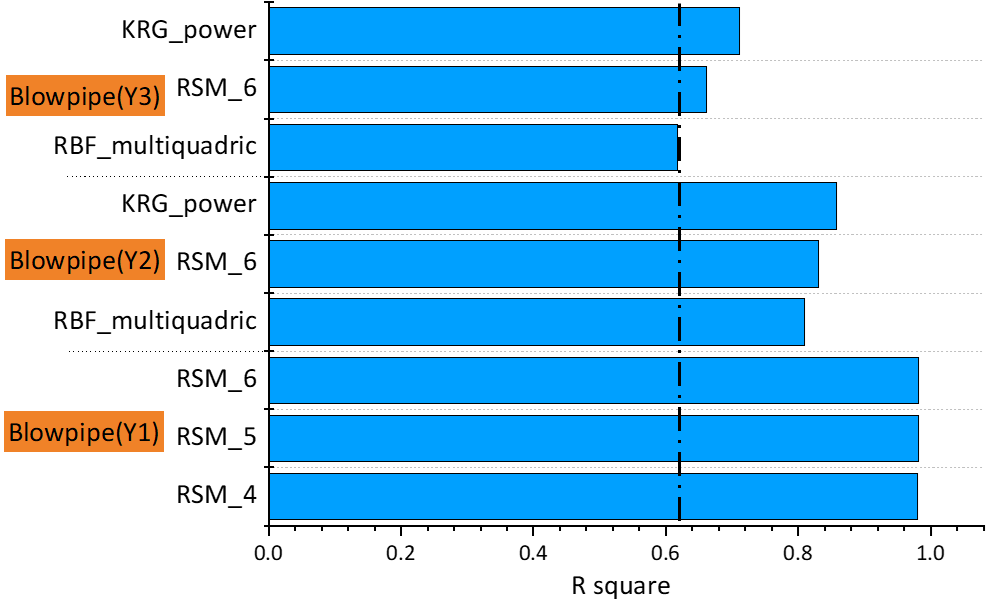 KRG_power
Blowpipe(Y3)
RSM_6
RBF_multiquadric
KRG_power
Blowpipe(Y2)
RSM_6
RBF_multiquadric
RSM_6
Blowpipe(Y1)
RSM_5
RSM_4
0.0 0.2 0.4 0.6 0.8 1.0
R square